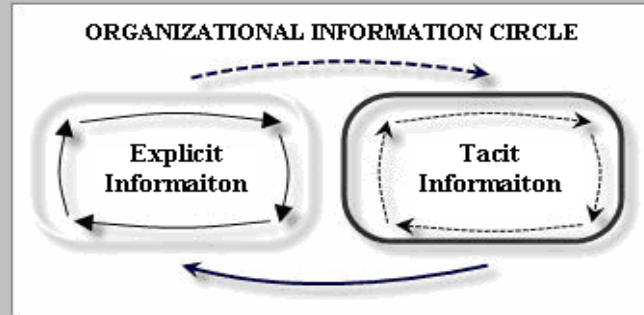 ORGANIZATIONAL INFORMATION CIRCLE
Explicit
Informaiton
Tacit
Informaiton